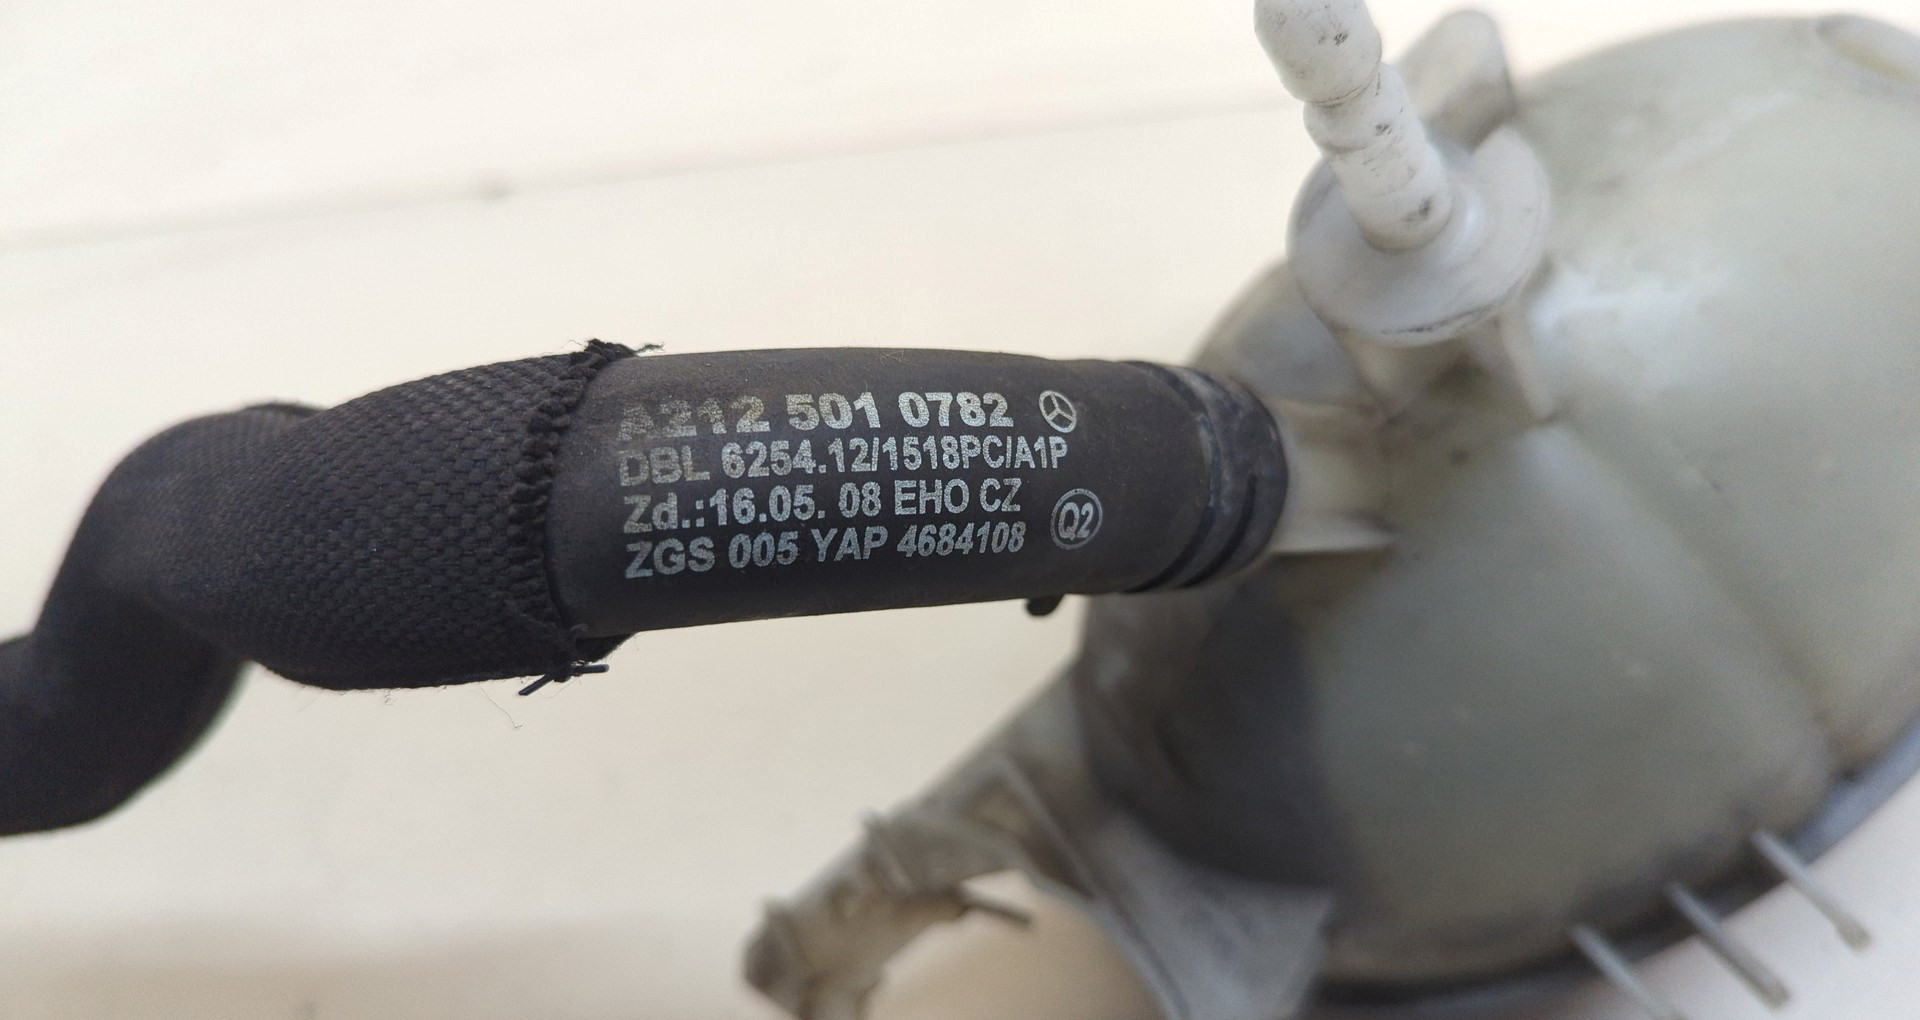 A212 501 0782
DBL 6254.12/1518PC/A1P
Zd.:16.05. 08 EHO CZ
Q2
ZGS 005 YAP 4684108